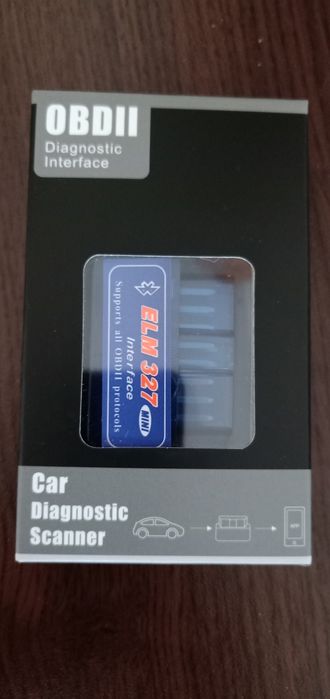 OBDII
Diagnostic
Interface
ELM 327
Interface
MINI
Supports all OBDII protocols
Car
Diagnostic
Scanner